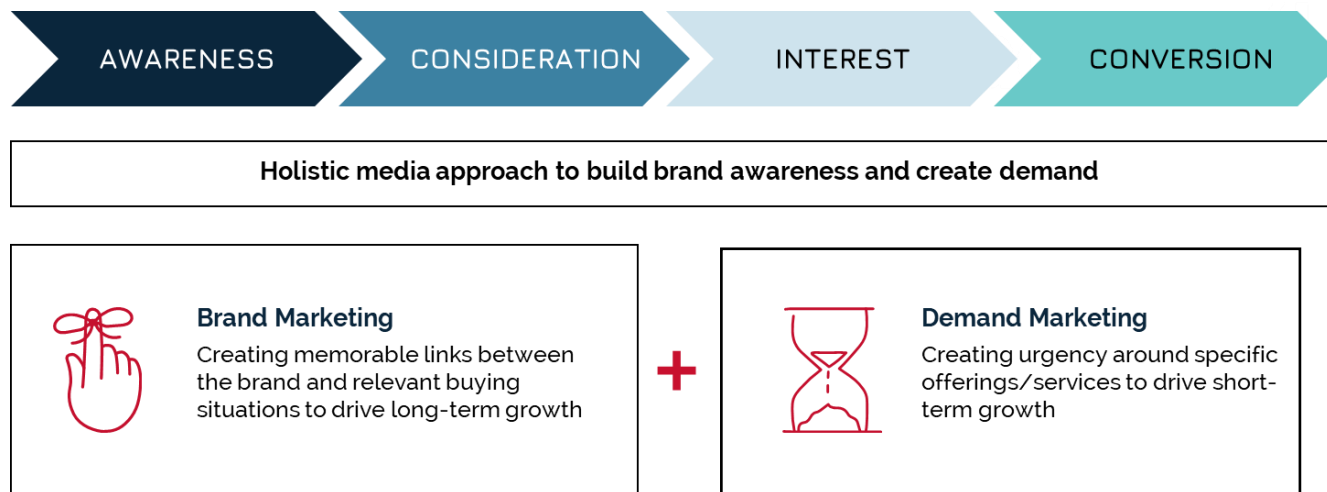 AWARENESS
CONSIDERATION
INTEREST
CONVERSION
Holistic media approach to build brand awareness and create demand
Brand Marketing
Creating memorable links between
the brand and relevant buying
situations to drive long-term growth
+
Demand Marketing
Creating urgency around specific
offerings/services to drive short-
term growth